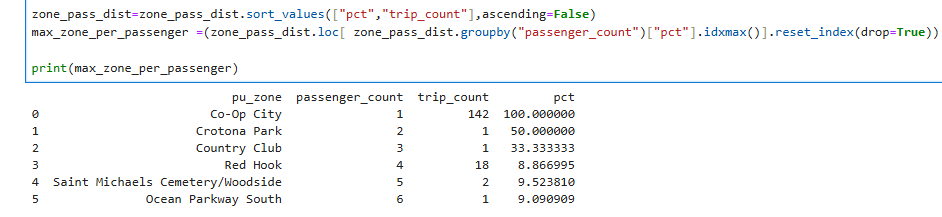 zone_pass_dist=zone_pass_dist.sort_values(["pct","trip_count"],ascending=False)
max_zone_per_passenger =(zone_pass_dist.loc[ zone_pass_dist.groupby("passenger_count")["pct"].idxmax()].reset_index(drop=True))
print(max_zone_per_passenger)
pu_zone passenger_count trip_count pct
0 Co-Op City 1 142 100.000000
1 Crotona Park 2 1 50.000000
2 Country Club 3 1 33.333333
3 Red Hook 4 18 8.866995
4 Saint Michaels Cemetery/Woodside 5 2 9.523810
5 Ocean Parkway South 6 1 9.090909